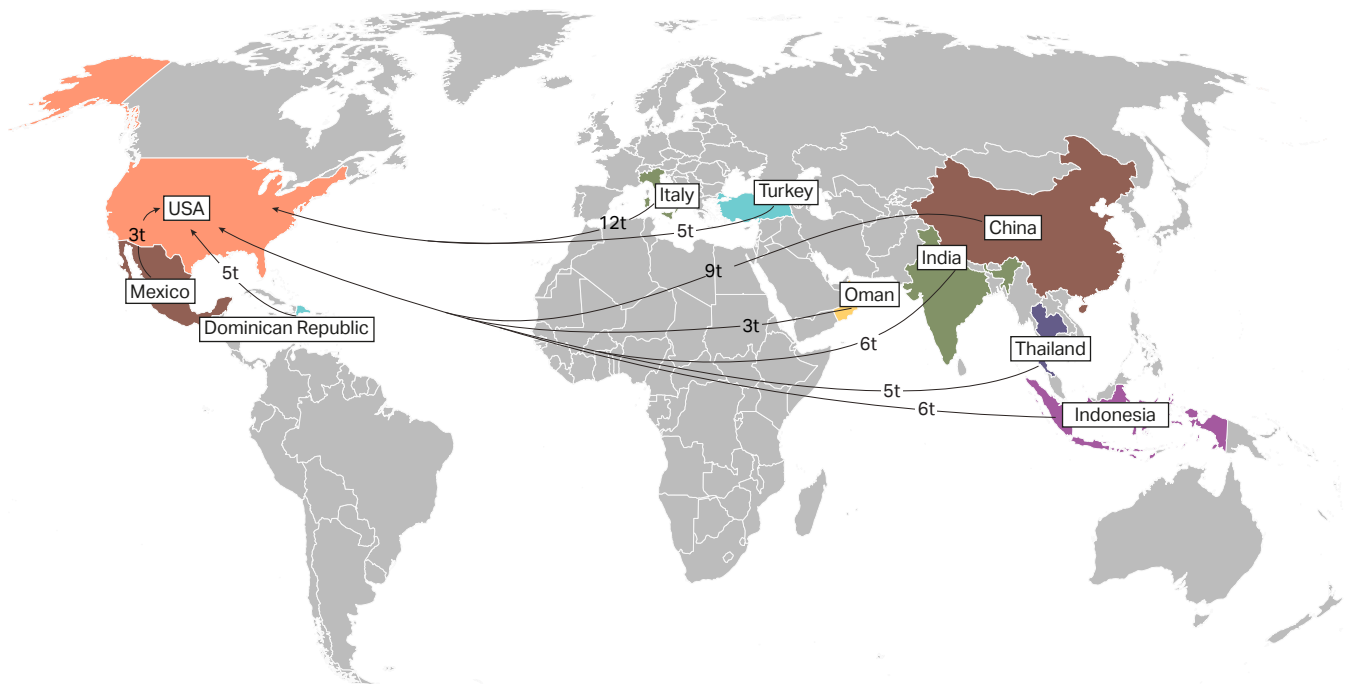 Turkey
Italy
USA
12t
China
5t
3t
India
9t
5t
Mexico
Oman
Dominican Republic
3t
6t
Thailand
5t
6t
Indonesia